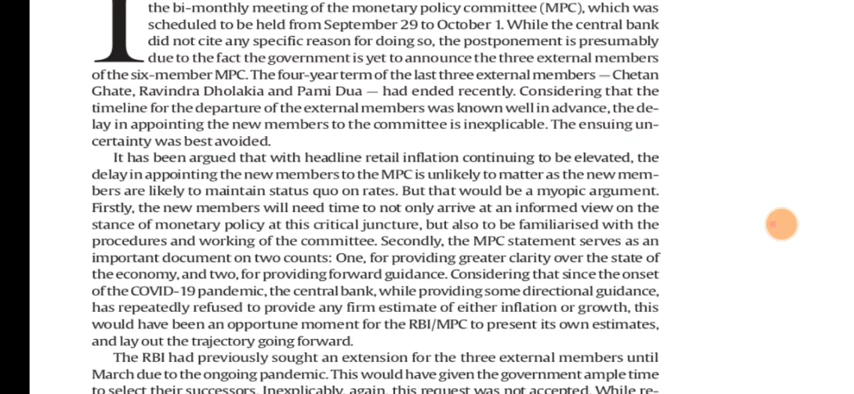 I
the bi-monthly meeting of the monetary policy committee (MPC), which was
scheduled to be held from September 29 to October 1. While the central bank
did not cite any specific reason for doing so, the postponement is presumably
due to the fact the government is yet to announce the three external members
of the six-member MPC. The four-year term of the last three external members — Chetan
Ghate, Ravindra Dholakia and Pami Dua — had ended recently. Considering that the
timeline for the departure of the external members was known well in advance, the de-
lay in appointing the new members to the committee is inexplicable. The ensuing un-
certainty was best avoided.
It has been argued that with headline retail inflation continuing to be elevated, the
delay in appointing the new members to the MPC is unlikely to matter as the new mem-
bers are likely to maintain status quo on rates. But that would be a myopic argument.
Firstly, the new members will need time to not only arrive at an informed view on the
stance of monetary policy at this critical juncture, but also to be familiarised with the
procedures and working of the committee. Secondly, the MPC statement serves as an
important document on two counts: One, for providing greater clarity over the state of
the economy, and two, for providing forward guidance. Considering that since the onset
of the COVID-19 pandemic, the central bank, while providing some directional guidance,
has repeatedly refused to provide any firm estimate of either inflation or growth, this
would have been an opportune moment for the RBI/MPC to present its own estimates,
and lay out the trajectory going forward.
The RBI had previously sought an extension for the three external members until
March due to the ongoing pandemic. This would have given the government ample time
to select their successors. Inexplicably, again, this request was not accepted. While re-